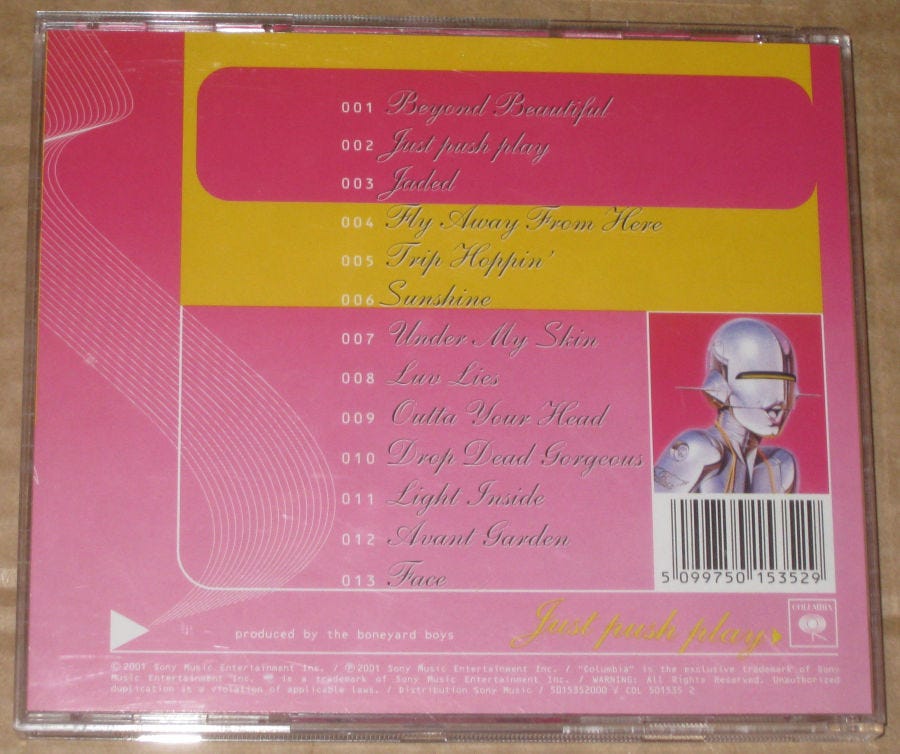 001 Beyond Beautiful
002 Just push play
003 Jaded
004 Fly Away From Here
005 Trip Hoppin'
006 Sunshine
007 Under My Skin
008 Luv Lies
009 Outta Your Head
010 Drop Dead Gorgeous
011 Light Inside
012 Avant Garden
013 Face
5 099750 153529
Just push play
COLUMBIA
produced by the boneyard boys
©2001 Sony Music Entertainment Inc. / ℗2001 Sony Music Entertainment Inc. / "Columbia" is the exclusive trademark of Sony
Music Entertainment Inc. is a trademark of Sony Music Entertainment Inc. / WARNING: All Rights Reserved. Unauthorized
duplication is a violation of applicable laws. / Distribution Sony Music / 5015352000 V COL 501535 2